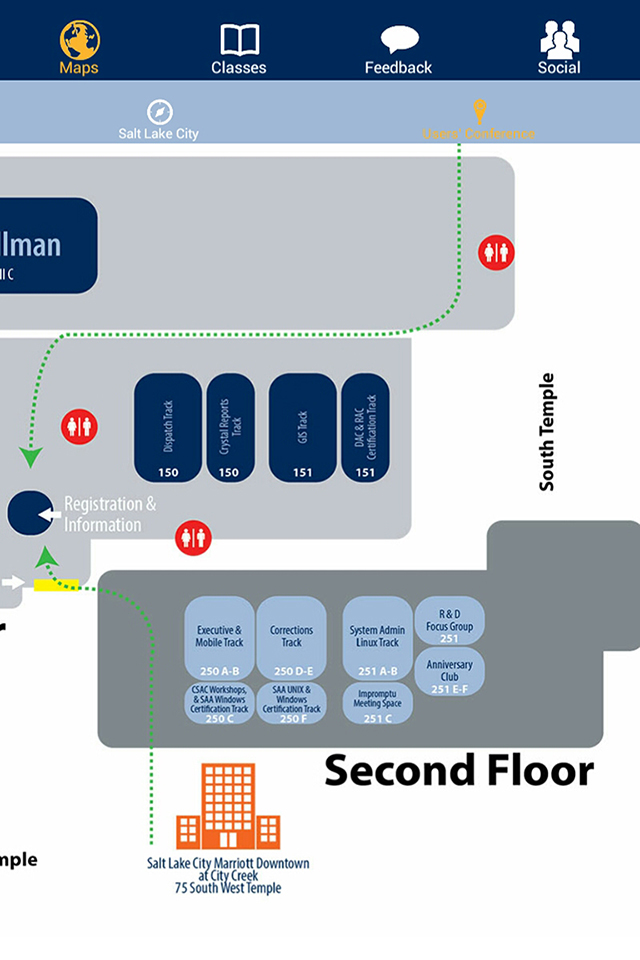 Maps
Classes
Feedback
Social
Salt Lake City
Users' Conference
llman
ll C
Dispatch Track
150
Crystal Reports
Track
150
GIS Track
151
DAC & RAC
Certification Track
151
South Temple
Registration &
Information
r
Executive &
Mobile Track
250 A-B
Corrections
Track
250 D-E
System Admin
Linux Track
251 A-B
R & D
Focus Group
251
Anniversary
Club
251 E-F
CSAC Workshops,
& SAA Windows
Certification Track
250 C
SAA UNIX &
Windows
Certification Track
250 F
Impromptu
Meeting Space
251 C
Second Floor
mple
Salt Lake City Marriott Downtown
at City Creek
75 South West Temple